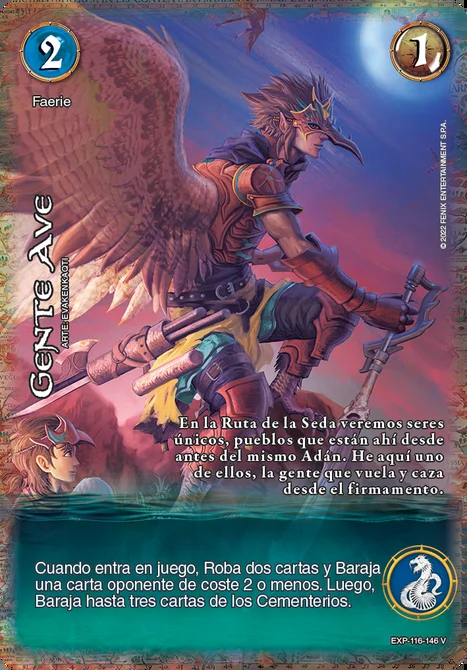 2
1
Faerie
© 2022 FENIX ENTERTAINMENT S.P.A.
Gente Ave
ARTE: EVAKENIKAOTI
En la Ruta de la Seda veremos seres
únicos, pueblos que están ahí desde
antes del mismo Adán. He aquí uno
de ellos, la gente que vuela y caza
desde el firmamento.
Cuando entra en juego, Roba dos cartas y Baraja
una carta oponente de coste 2 o menos. Luego,
Baraja hasta tres cartas de los Cementerios.
EXP-116-146 V